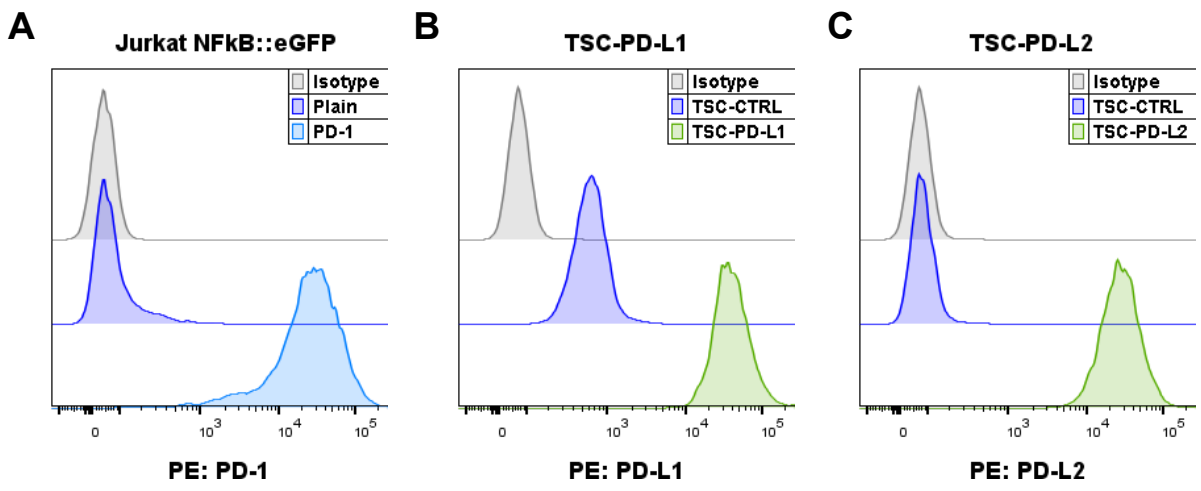 A
Jurkat NFkB::eGFP
Isotype
Plain
PD-1
0
10³
10⁴
10⁵
PE: PD-1
B
TSC-PD-L1
Isotype
TSC-CTRL
TSC-PD-L1
0
10³
10⁴
10⁵
PE: PD-L1
C
TSC-PD-L2
Isotype
TSC-CTRL
TSC-PD-L2
0
10³
10⁴
10⁵
PE: PD-L2